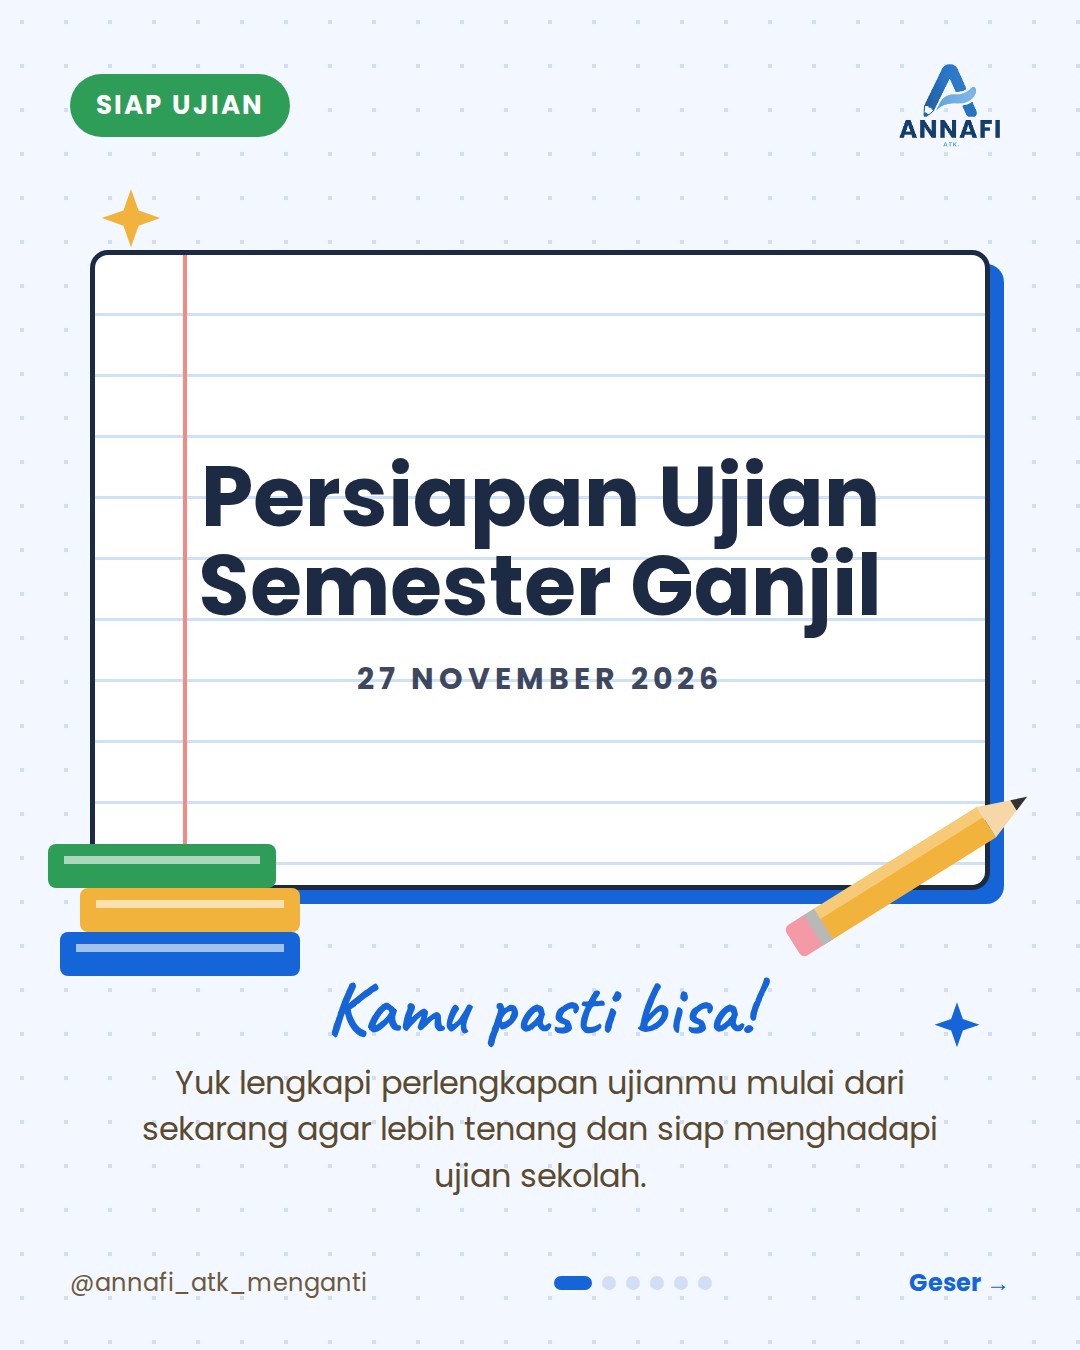 SIAP UJIAN
ANNAFI
ATK.
Persiapan Ujian
Semester Ganjil
27 NOVEMBER 2026
Kamu pasti bisa!
Yuk lengkapi perlengkapan ujianmu mulai dari
sekarang agar lebih tenang dan siap menghadapi
ujian sekolah.
@annafi_atk_menganti
Geser →